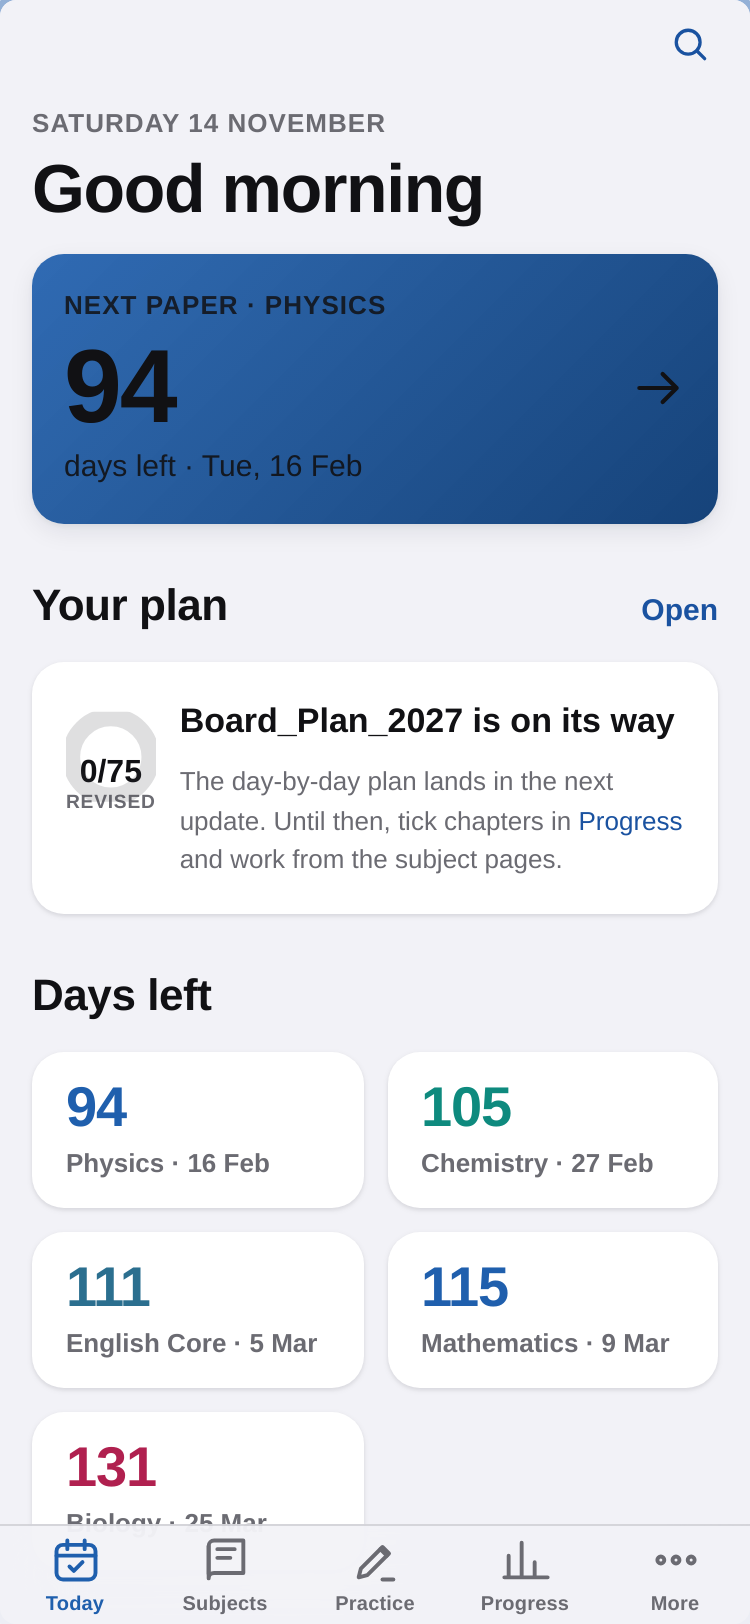 SATURDAY 14 NOVEMBER
Good morning
NEXT PAPER · PHYSICS
94
days left · Tue, 16 Feb
Your plan
Open
0/75
REVISED
Board_Plan_2027 is on its way
The day-by-day plan lands in the next
update. Until then, tick chapters in Progress
and work from the subject pages.
Days left
94
Physics · 16 Feb
105
Chemistry · 27 Feb
111
English Core · 5 Mar
115
Mathematics · 9 Mar
131
Biology · 25 Mar
Today
Subjects
Practice
Progress
More